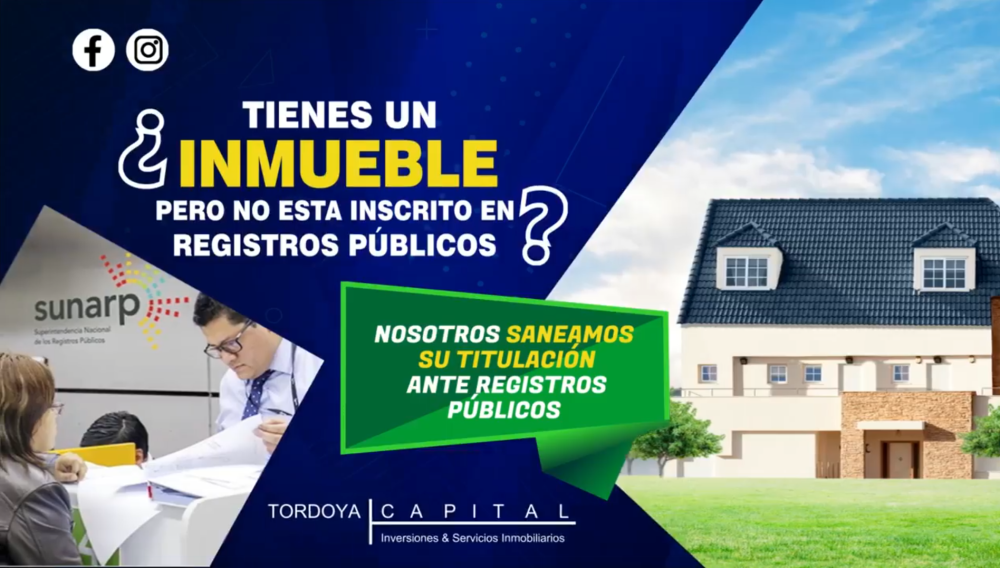 ¿TIENES UN
INMUEBLE
PERO NO ESTA INSCRITO EN
REGISTROS PÚBLICOS?
sunarp
Superintendencia Nacional
de los Registros Públicos
NOSOTROS SANEAMOS
SU TITULACIÓN
ANTE REGISTROS
PÚBLICOS
TORDOYA CAPITAL
Inversiones & Servicios Inmobiliarios